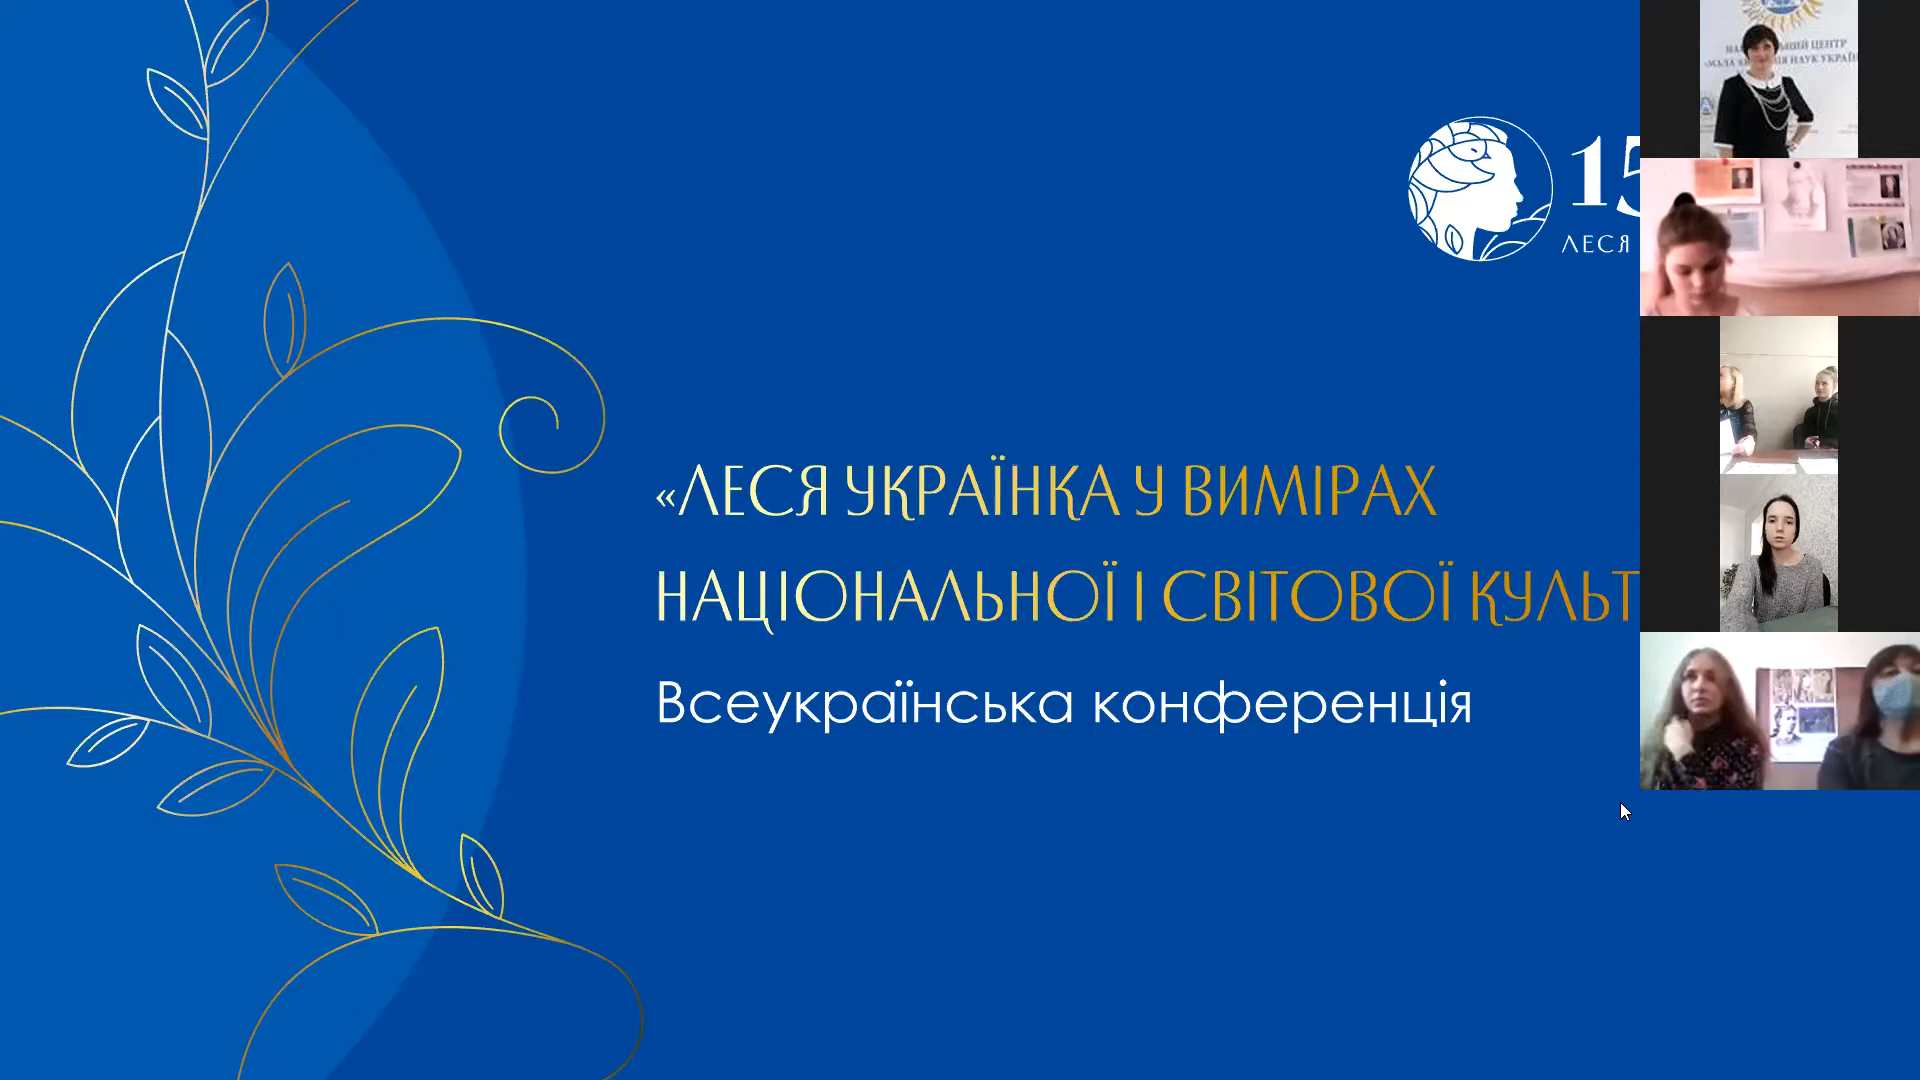 15
ЛЕСЯ
«ЛЕСЯ УКРАЇНКА У ВИМІРАХ
НАЦІОНАЛЬНОЇ І СВІТОВОЇ КУЛЬТ
Всеукраїнська конференція